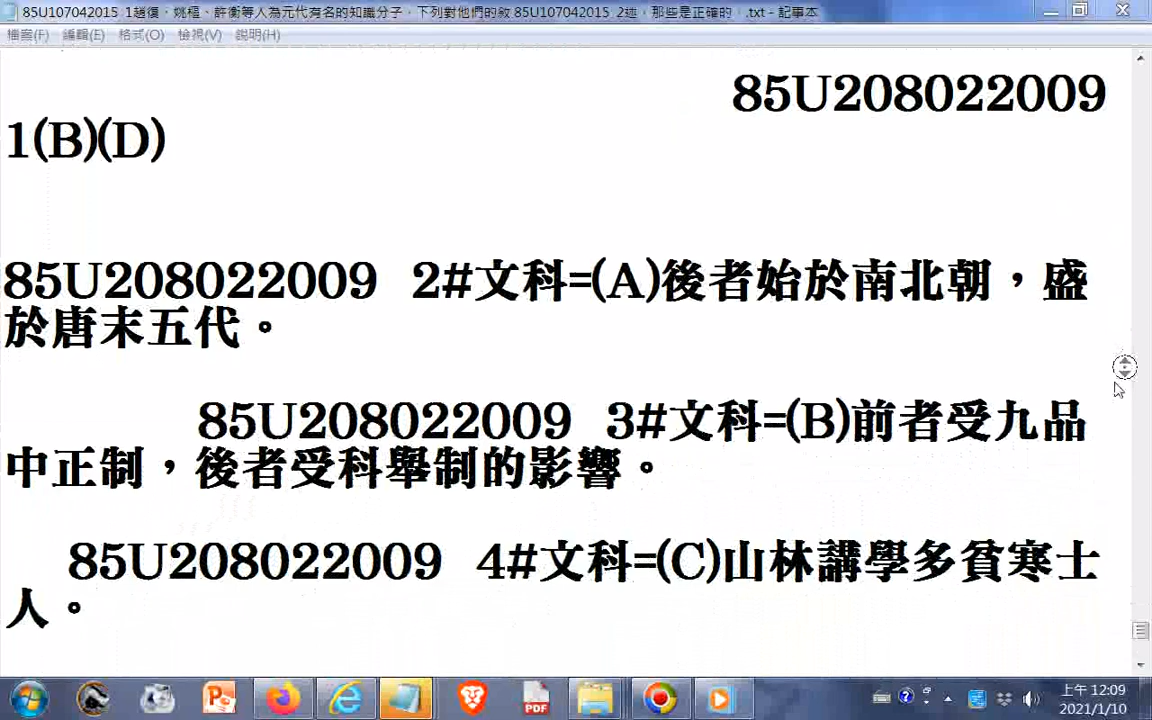 85U107042015 1趙復、姚樞、許衡等人為元代有名的知識分子，下列對他們的敘 85U107042015 2述，那些是正確的：.txt - 記事本
檔案(F) 編輯(E) 格式(O) 檢視(V) 說明(H)
85U208022009
1(B)(D)
85U208022009 2#文科=(A)後者始於南北朝，盛
於唐末五代。
85U208022009 3#文科=(B)前者受九品
中正制，後者受科舉制的影響。
85U208022009 4#文科=(C)山林講學多貧寒士
人。
PDF
上午 12:09
2021/1/10